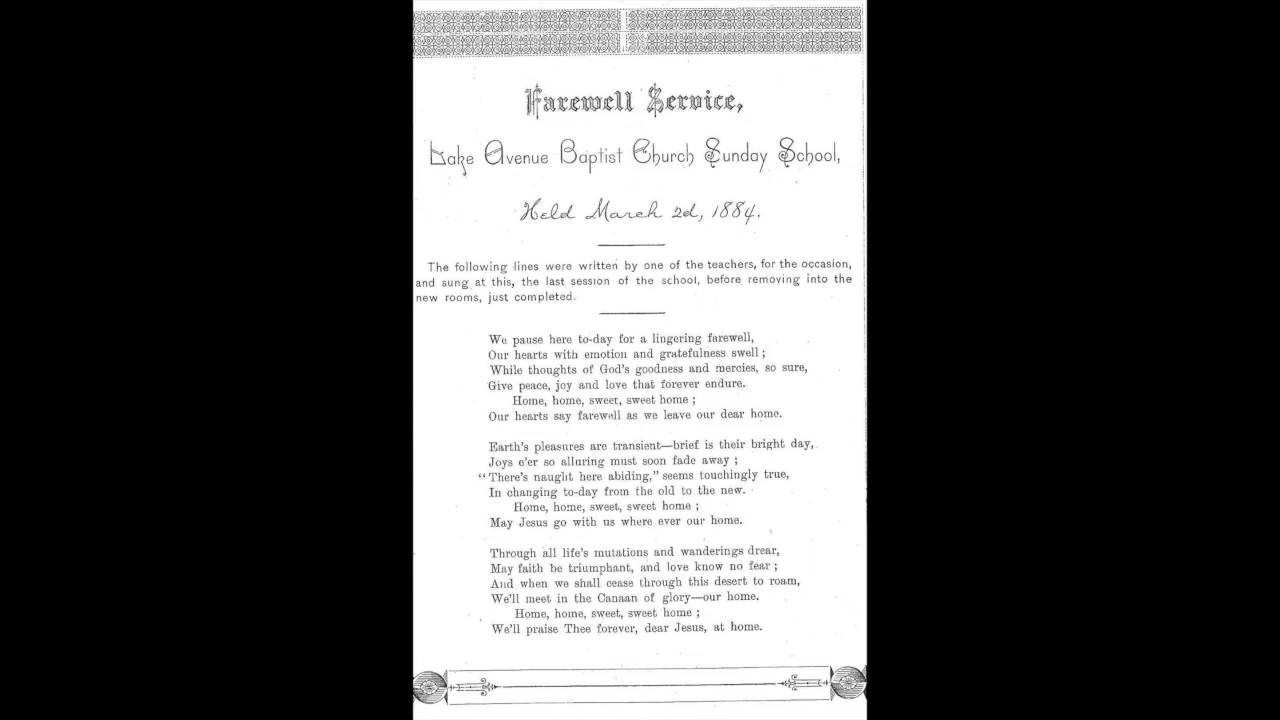 Farewell Service,
Lake Avenue Baptist Church Sunday School,
Held March 2d, 1884.
The following lines were written by one of the teachers, for the occasion,
and sung at this, the last session of the school, before removing into the
new rooms, just completed.
We pause here to-day for a lingering farewell,
Our hearts with emotion and gratefulness swell ;
While thoughts of God's goodness and mercies, so sure,
Give peace, joy and love that forever endure.
Home, home, sweet, sweet home ;
Our hearts say farewell as we leave our dear home.
Earth's pleasures are transient—brief is their bright day,
Joys e'er so alluring must soon fade away ;
"There's naught here abiding," seems touchingly true,
In changing to-day from the old to the new.
Home, home, sweet, sweet home ;
May Jesus go with us where ever our home.
Through all life's mutations and wanderings drear,
May faith be triumphant, and love know no fear ;
And when we shall cease through this desert to roam,
We'll meet in the Canaan of glory—our home.
Home, home, sweet, sweet home ;
We'll praise Thee forever, dear Jesus, at home.